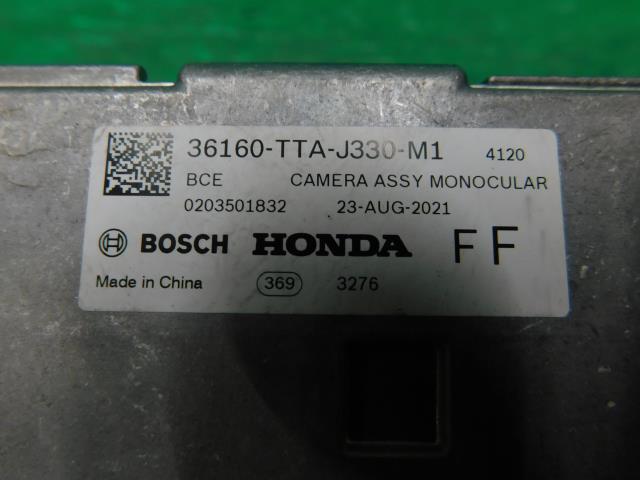 36160-TTA-J330-M1 4120
BCE CAMERA ASSY MONOCULAR
0203501832 23-AUG-2021
BOSCH HONDA FF
Made in China 369 3276